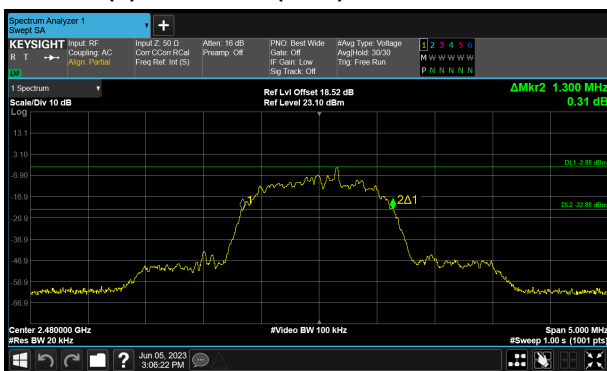 Spectrum Analyzer 1
Swept SA
KEYSIGHT
R T
Input: RF
Coupling: AC
Align: Partial
Input Z: 50 Ω
Corr CCorr RCal
Freq Ref: Int (S)
Atten: 16 dB
Preamp: Off
PNO: Best Wide
Gate: Off
IF Gain: Low
Sig Track: Off
#Avg Type: Voltage
Avg|Hold: 30/30
Trig: Free Run
1 2 3 4 5 6
M W W W W W
P N N N N N
1 Spectrum
Scale/Div 10 dB
Log
Ref Lvl Offset 18.52 dB
Ref Level 23.10 dBm
ΔMkr2 1.300 MHz
0.31 dB
13.1
3.10
-6.90
-16.9
-26.9
-36.9
-46.9
-56.9
-66.9
DL1 -2.88 dBm
1
2Δ1
DL2 -22.88 dBm
Center 2.480000 GHz
#Res BW 20 kHz
#Video BW 100 kHz
Span 5.000 MHz
#Sweep 1.00 s (1001 pts)
?
Jun 05, 2023
3:06:22 PM